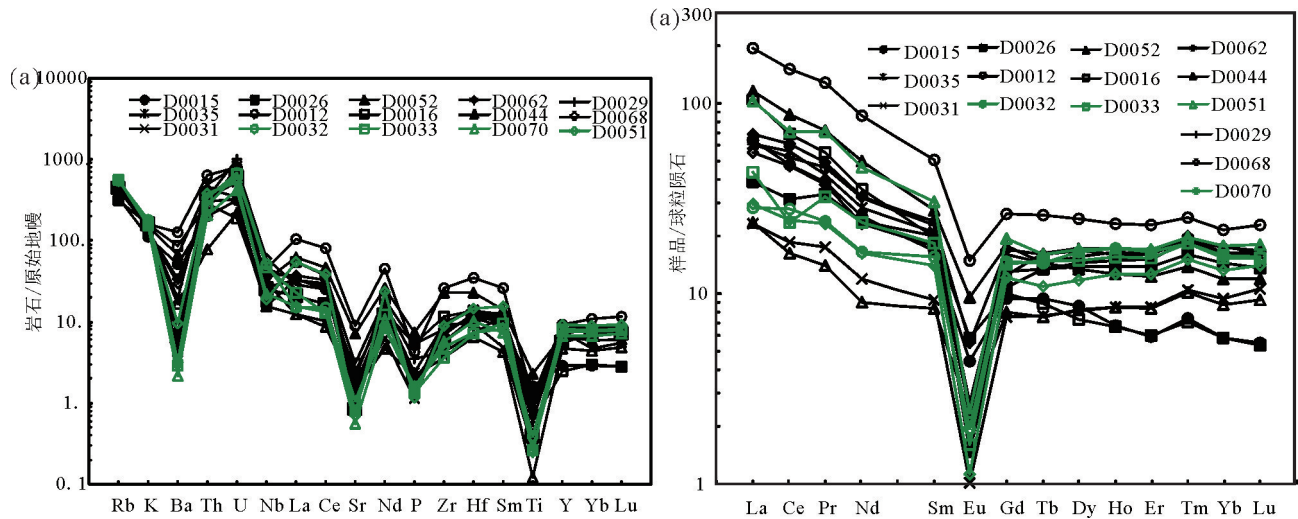 (a)
10000
1000
100.
10.
1.
0. 1
岩石/原始地幔
D0015 D0026 D0052 D0062 D0029
D0035 D0012 D0016 D0044 D0068
D0031 D0032 D0033 D0070 D0051
Rb K Ba Th U Nb La Ce Sr Nd P Zr Hf Sm Ti Y Yb Lu
(a)
300
100
10
1
样品/球粒陨石
D0015 D0026 D0052 D0062
D0035 D0012 D0016 D0044
D0031 D0032 D0033 D0051
D0029
D0068
D0070
La Ce Pr Nd Sm Eu Gd Tb Dy Ho Er Tm Yb Lu